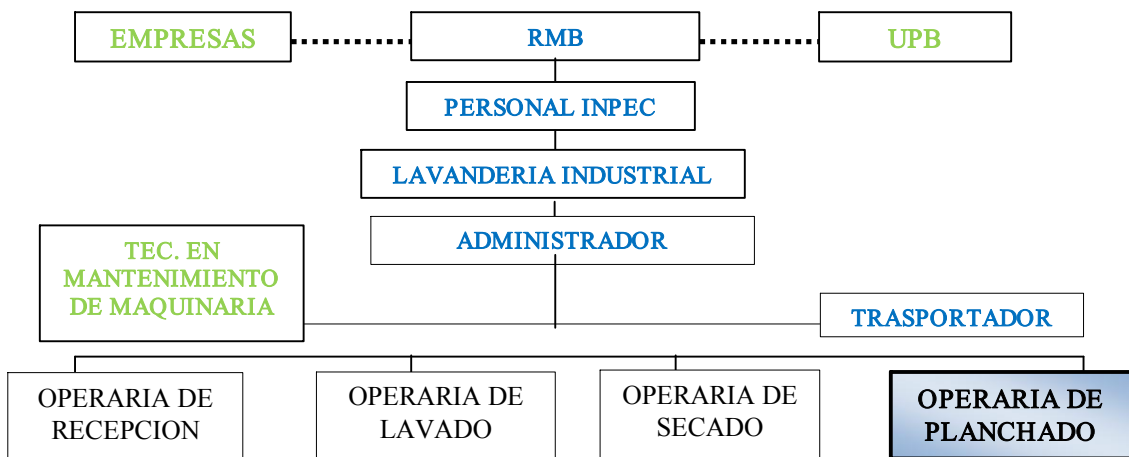 EMPRESAS
RMB
UPB
PERSONAL INPEC
LAVANDERIA INDUSTRIAL
ADMINISTRADOR
TEC. EN
MANTENIMIENTO
DE MAQUINARIA
TRASPORTADOR
OPERARIA DE
RECEPCION
OPERARIA DE
LAVADO
OPERARIA DE
SECADO
OPERARIA DE
PLANCHADO